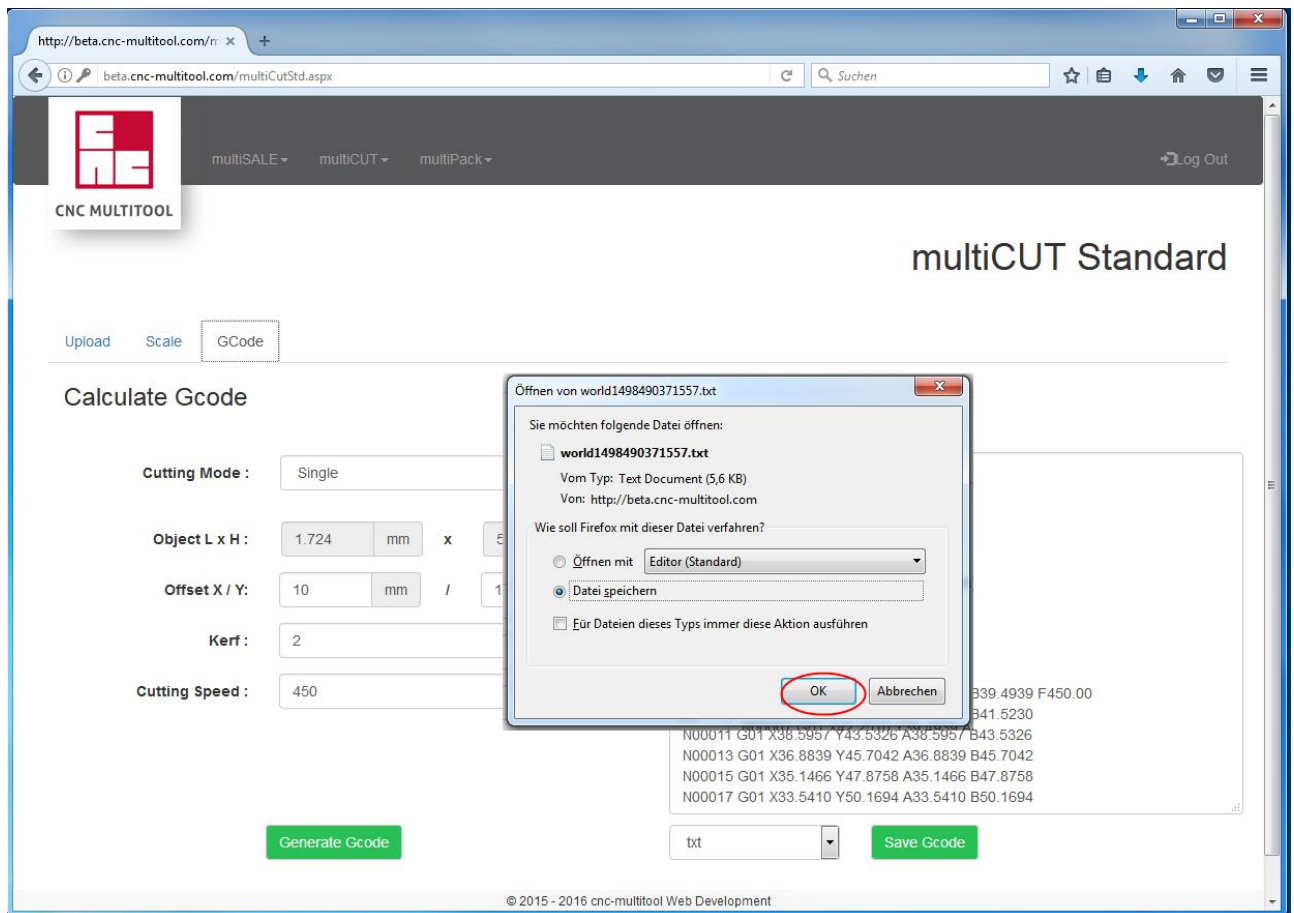 http://beta.cnc-multitool.com/m
beta.cnc-multitool.com/multiCutStd.aspx
Suchen
multiSALE
multiCUT
multiPack
Log Out
CNC MULTITOOL
multiCUT Standard
Upload
Scale
GCode
Calculate Gcode
Öffnen von world1498490371557.txt
Sie möchten folgende Datei öffnen:
world1498490371557.txt
Vom Typ: Text Document (5,6 KB)
Von: http://beta.cnc-multitool.com
Wie soll Firefox mit dieser Datei verfahren?
Öffnen mit Editor (Standard)
Datei speichern
Für Dateien dieses Typs immer diese Aktion ausführen
OK
Abbrechen
Cutting Mode : Single
Object L x H : 1.724 mm x
Offset X / Y: 10 mm /
Kerf : 2
Cutting Speed : 450
B39.4939 F450.00
B41.5230
N00011 G01 X38.5957 Y43.5326 A38.5957 B43.5326
N00013 G01 X36.8839 Y45.7042 A36.8839 B45.7042
N00015 G01 X35.1466 Y47.8758 A35.1466 B47.8758
N00017 G01 X33.5410 Y50.1694 A33.5410 B50.1694
Generate Gcode
txt
Save Gcode
© 2015 - 2016 cnc-multitool Web Development